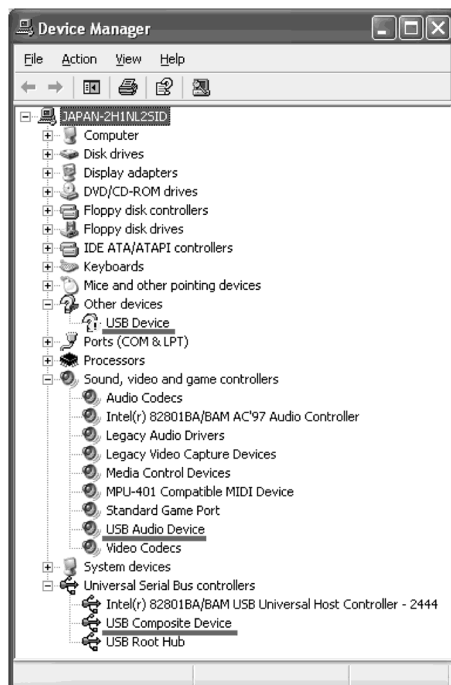 Device Manager
File Action View Help
JAPAN-2H1NL2SID
Computer
Disk drives
Display adapters
DVD/CD-ROM drives
Floppy disk controllers
Floppy disk drives
IDE ATA/ATAPI controllers
Keyboards
Mice and other pointing devices
Other devices
USB Device
Ports (COM & LPT)
Processors
Sound, video and game controllers
Audio Codecs
Intel(r) 82801BA/BAM AC'97 Audio Controller
Legacy Audio Drivers
Legacy Video Capture Devices
Media Control Devices
MPU-401 Compatible MIDI Device
Standard Game Port
USB Audio Device
Video Codecs
System devices
Universal Serial Bus controllers
Intel(r) 82801BA/BAM USB Universal Host Controller - 2444
USB Composite Device
USB Root Hub